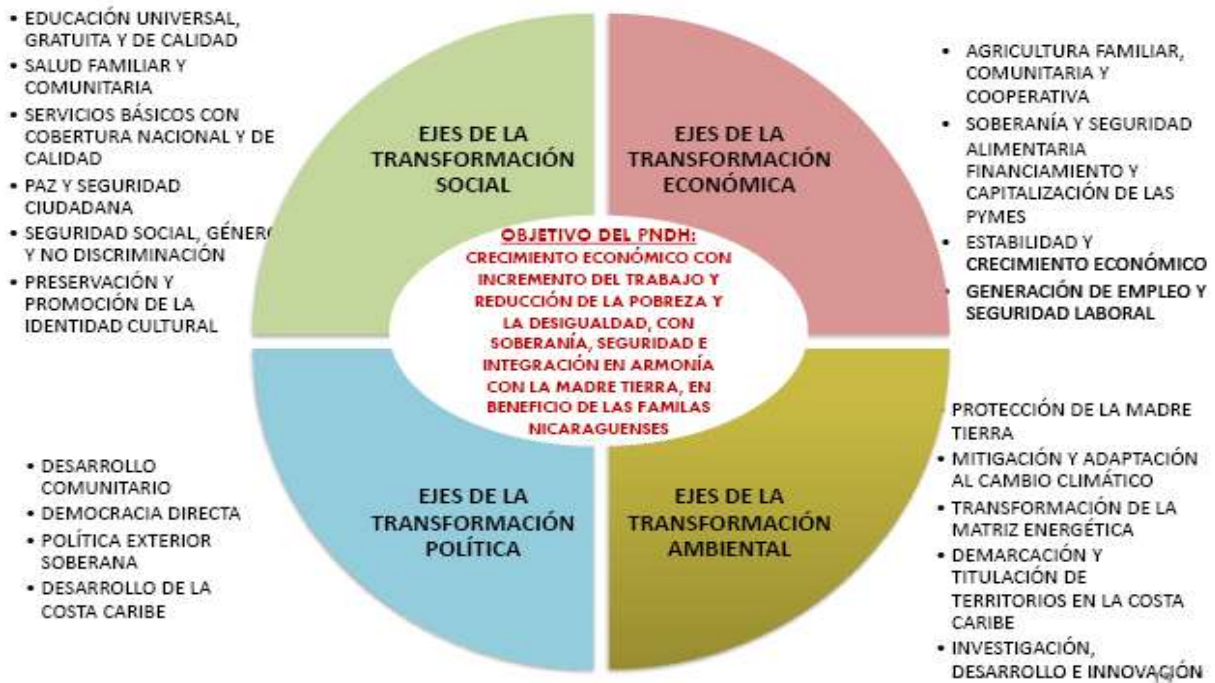 • EDUCACIÓN UNIVERSAL,
GRATUITA Y DE CALIDAD
• SALUD FAMILIAR Y
COMUNITARIA
• SERVICIOS BÁSICOS CON
COBERTURA NACIONAL Y DE
CALIDAD
• PAZ Y SEGURIDAD
CIUDADANA
• SEGURIDAD SOCIAL, GÉNERO
Y NO DISCRIMINACIÓN
• PRESERVACIÓN Y
PROMOCIÓN DE LA
IDENTIDAD CULTURAL
EJES DE LA
TRANSFORMACIÓN
SOCIAL
EJES DE LA
TRANSFORMACIÓN
ECONÓMICA
• AGRICULTURA FAMILIAR,
COMUNITARIA Y
COOPERATIVA
• SOBERANÍA Y SEGURIDAD
ALIMENTARIA
FINANCIAMIENTO Y
CAPITALIZACIÓN DE LAS
PYMES
• ESTABILIDAD Y
CRECIMIENTO ECONÓMICO
• GENERACIÓN DE EMPLEO Y
SEGURIDAD LABORAL
OBJETIVO DEL PNDH:
CRECIMIENTO ECONÓMICO CON
INCREMENTO DEL TRABAJO Y
REDUCCIÓN DE LA POBREZA Y
LA DESIGUALDAD, CON
SOBERANÍA, SEGURIDAD E
INTEGRACIÓN EN ARMONÍA
CON LA MADRE TIERRA, EN
BENEFICIO DE LAS FAMILAS
NICARAGUENSES
• DESARROLLO
COMUNITARIO
• DEMOCRACIA DIRECTA
• POLÍTICA EXTERIOR
SOBERANA
• DESARROLLO DE LA
COSTA CARIBE
EJES DE LA
TRANSFORMACIÓN
POLÍTICA
EJES DE LA
TRANSFORMACIÓN
AMBIENTAL
• PROTECCIÓN DE LA MADRE
TIERRA
• MITIGACIÓN Y ADAPTACIÓN
AL CAMBIO CLIMÁTICO
• TRANSFORMACIÓN DE LA
MATRIZ ENERGÉTICA
• DEMARCACIÓN Y
TITULACIÓN DE
TERRITORIOS EN LA COSTA
CARIBE
• INVESTIGACIÓN,
DESARROLLO E INNOVACIÓN